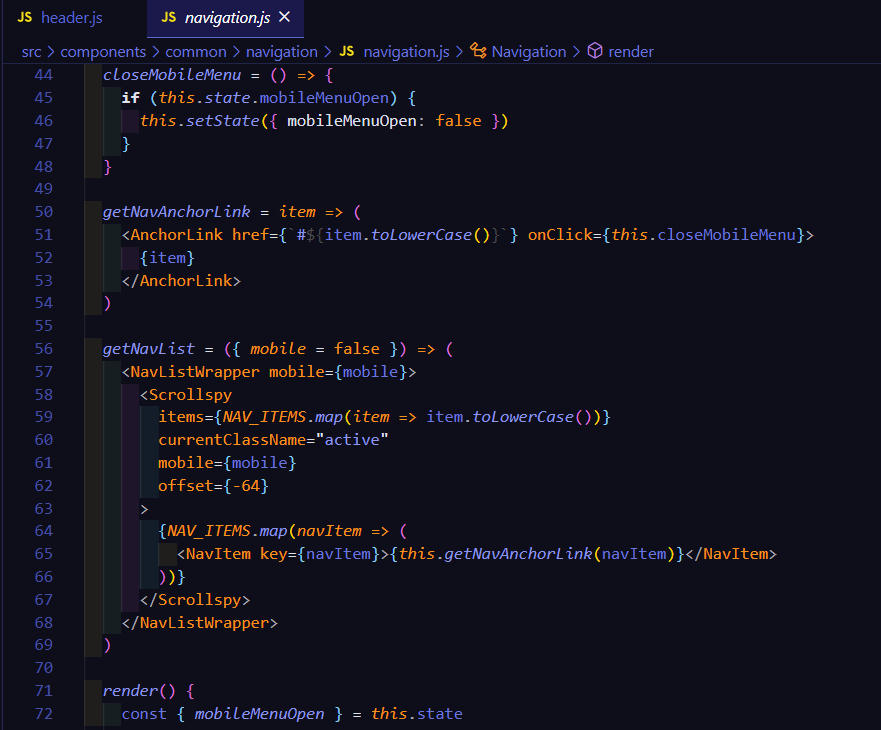 JS header.js JS navigation.js ×
src > components > common > navigation > JS navigation.js > Navigation > render
44 closeMobileMenu = () => {
45 if (this.state.mobileMenuOpen) {
46 this.setState({ mobileMenuOpen: false })
47 }
48 }
49
50 getNavAnchorLink = item => (
51 <AnchorLink href={`#${item.toLowerCase()}`} onClick={this.closeMobileMenu}>
52 {item}
53 </AnchorLink>
54 )
55
56 getNavList = ({ mobile = false }) => (
57 <NavListWrapper mobile={mobile}>
58 <Scrollspy
59 items={NAV_ITEMS.map(item => item.toLowerCase())}
60 currentClassName="active"
61 mobile={mobile}
62 offset={-64}
63 >
64 {NAV_ITEMS.map(navItem => (
65 <NavItem key={navItem}>{this.getNavAnchorLink(navItem)}</NavItem>
66 ))}
67 </Scrollspy>
68 </NavListWrapper>
69 )
70
71 render() {
72 const { mobileMenuOpen } = this.state